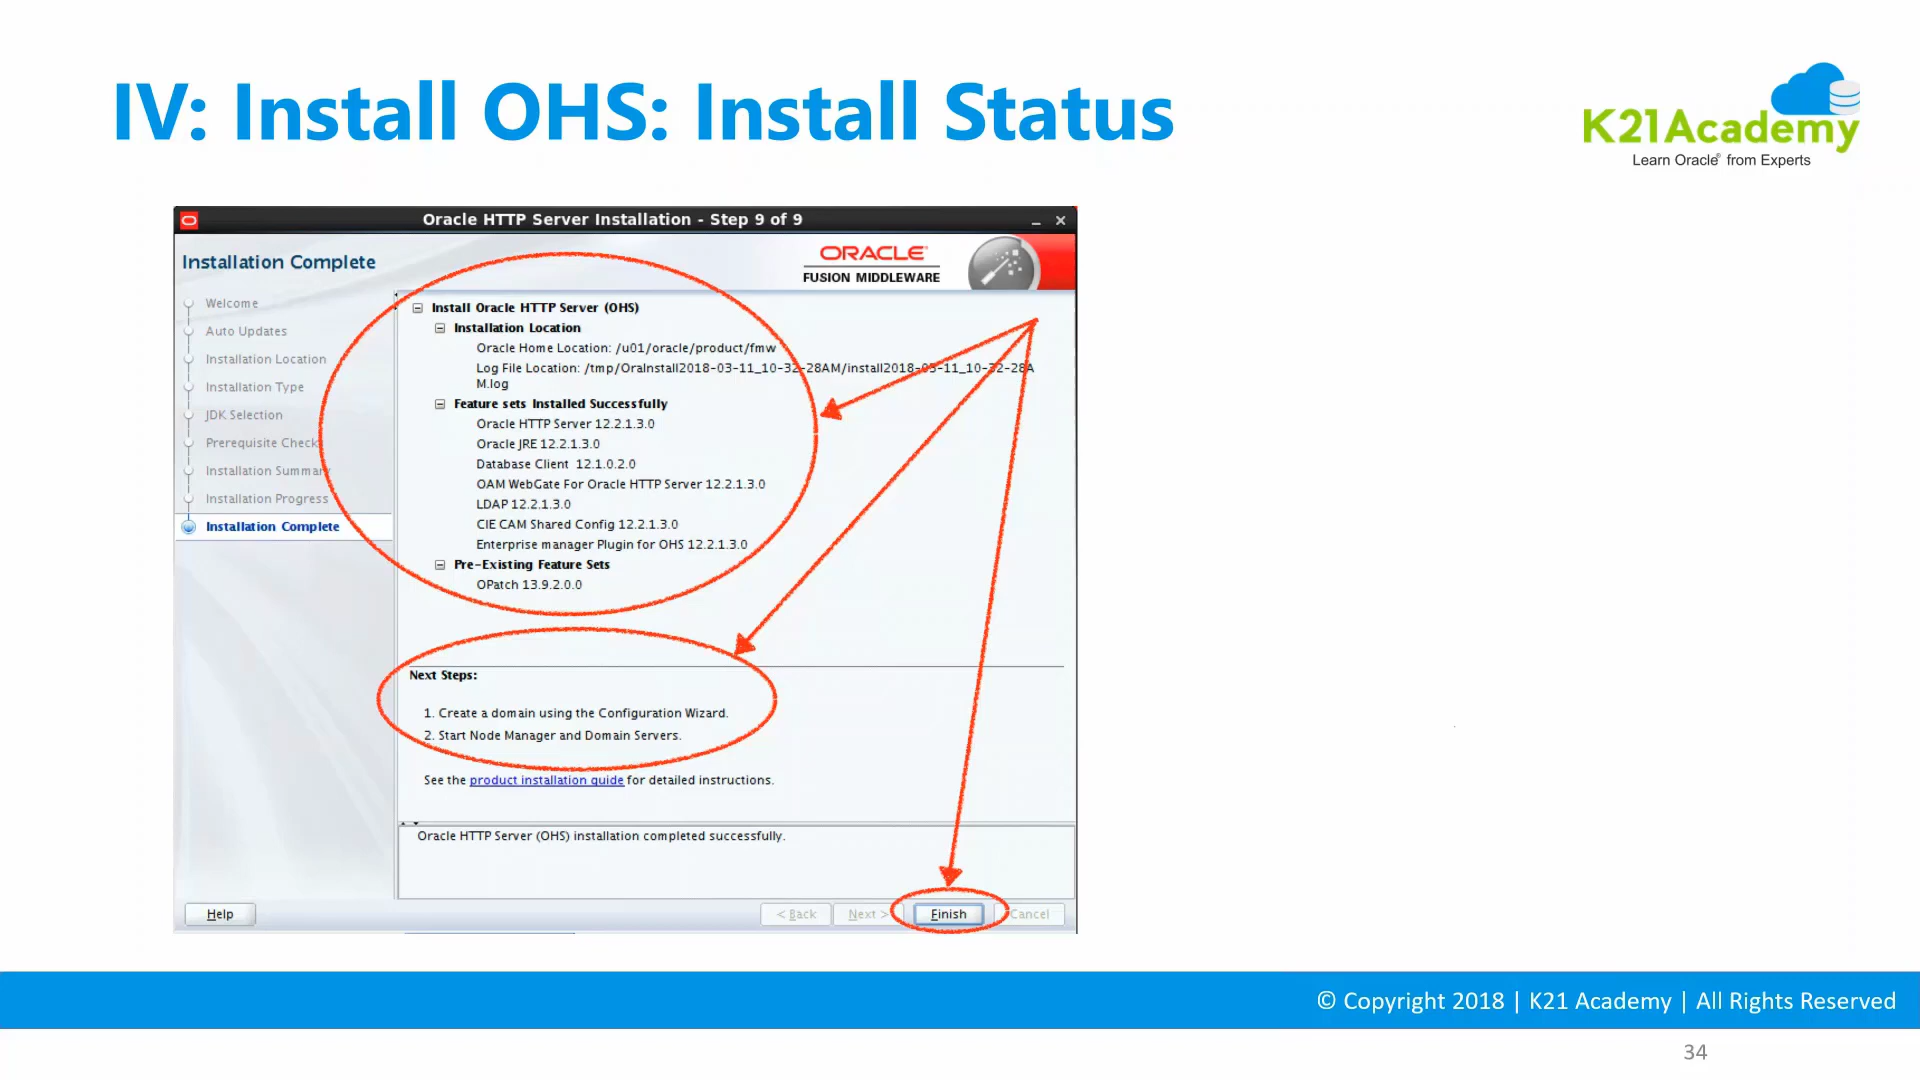 IV: Install OHS: Install Status
K21Academy
Learn Oracle® from Experts
Oracle HTTP Server Installation - Step 9 of 9
Installation Complete
ORACLE®
FUSION MIDDLEWARE
Welcome
Auto Updates
Installation Location
Installation Type
JDK Selection
Prerequisite Check
Installation Summary
Installation Progress
Installation Complete
Install Oracle HTTP Server (OHS)
Installation Location
Oracle Home Location: /u01/oracle/product/fmw
Log File Location: /tmp/OraInstall2018-03-11_10-32-28AM/install2018-03-11_10-32-28A
M.log
Feature sets Installed Successfully
Oracle HTTP Server 12.2.1.3.0
Oracle JRE 12.2.1.3.0
Database Client  12.1.0.2.0
OAM WebGate For Oracle HTTP Server 12.2.1.3.0
LDAP 12.2.1.3.0
CIE CAM Shared Config 12.2.1.3.0
Enterprise manager Plugin for OHS 12.2.1.3.0
Pre-Existing Feature Sets
OPatch 13.9.2.0.0
Next Steps:
1. Create a domain using the Configuration Wizard.
2. Start Node Manager and Domain Servers.
See the product installation guide for detailed instructions.
Oracle HTTP Server (OHS) installation completed successfully.
Help
< Back
Next >
Finish
Cancel
© Copyright 2018 | K21 Academy | All Rights Reserved
34